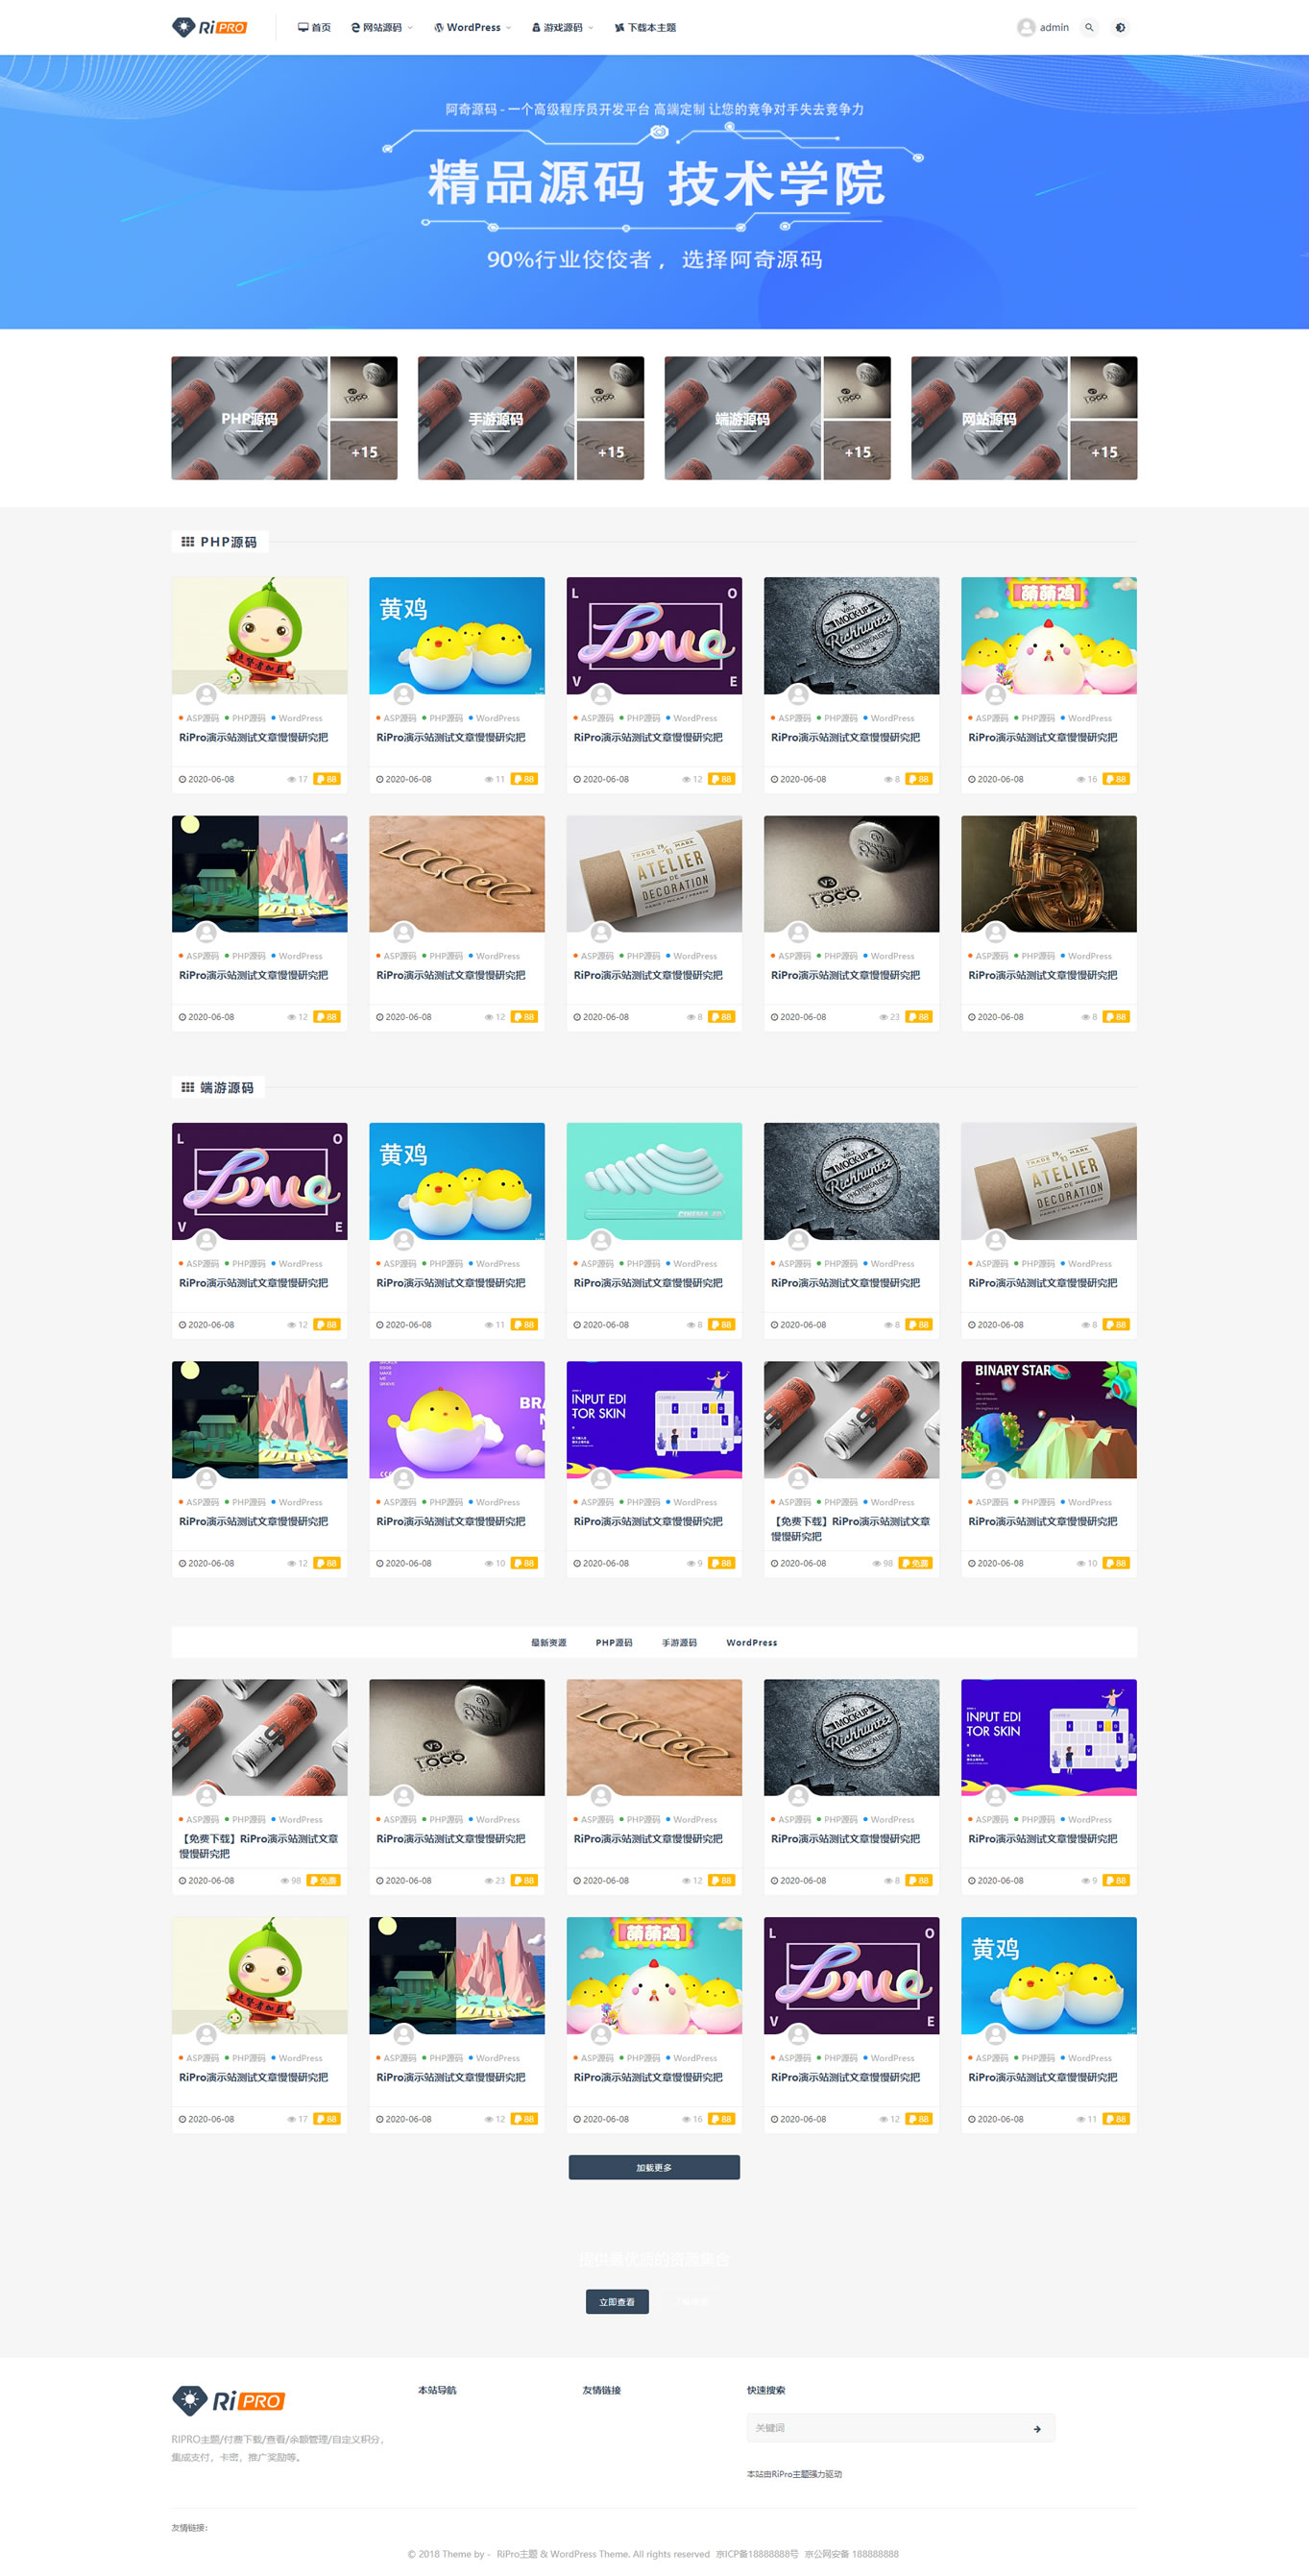 RiPRO 首页 网站源码 WordPress 游戏源码 下载本主题 admin
阿奇源码 - 一个高级程序员开发平台 高端定制 让您的竞争对手失去竞争力
精品源码 技术学院
90%行业佼佼者， 选择阿奇源码
PHP源码 +15 手游源码 +15 端游源码 +15 网站源码 +15
PHP源码
黄鸡
LOVE
萌萌鸡
ASP源码 PHP源码 WordPress ASP源码 PHP源码 WordPress ASP源码 PHP源码 WordPress ASP源码 PHP源码 WordPress ASP源码 PHP源码 WordPress
RiPro演示站测试文章慢慢研究把 RiPro演示站测试文章慢慢研究把 RiPro演示站测试文章慢慢研究把 RiPro演示站测试文章慢慢研究把 RiPro演示站测试文章慢慢研究把
2020-06-08 17 88 2020-06-08 11 88 2020-06-08 12 88 2020-06-08 8 88 2020-06-08 16 88
ATELIER
DE
DECORATION
ASP源码 PHP源码 WordPress ASP源码 PHP源码 WordPress ASP源码 PHP源码 WordPress ASP源码 PHP源码 WordPress ASP源码 PHP源码 WordPress
RiPro演示站测试文章慢慢研究把 RiPro演示站测试文章慢慢研究把 RiPro演示站测试文章慢慢研究把 RiPro演示站测试文章慢慢研究把 RiPro演示站测试文章慢慢研究把
2020-06-08 12 88 2020-06-08 12 88 2020-06-08 8 88 2020-06-08 23 88 2020-06-08 8 88
端游源码
LOVE
黄鸡
ATELIER
DE
DECORATION
ASP源码 PHP源码 WordPress ASP源码 PHP源码 WordPress ASP源码 PHP源码 WordPress ASP源码 PHP源码 WordPress ASP源码 PHP源码 WordPress
RiPro演示站测试文章慢慢研究把 RiPro演示站测试文章慢慢研究把 RiPro演示站测试文章慢慢研究把 RiPro演示站测试文章慢慢研究把 RiPro演示站测试文章慢慢研究把
2020-06-08 12 88 2020-06-08 11 88 2020-06-08 8 88 2020-06-08 8 88 2020-06-08 8 88
INPUT EDI
TOR SKIN
BINARY STAR
ASP源码 PHP源码 WordPress ASP源码 PHP源码 WordPress ASP源码 PHP源码 WordPress ASP源码 PHP源码 WordPress ASP源码 PHP源码 WordPress
RiPro演示站测试文章慢慢研究把 RiPro演示站测试文章慢慢研究把 RiPro演示站测试文章慢慢研究把 【免费下载】RiPro演示站测试文章 RiPro演示站测试文章慢慢研究把
慢慢研究把
2020-06-08 12 88 2020-06-08 10 88 2020-06-08 9 88 2020-06-08 98 免费 2020-06-08 10 88
最新资源 PHP源码 手游源码 WordPress
INPUT EDI
TOR SKIN
ASP源码 PHP源码 WordPress ASP源码 PHP源码 WordPress ASP源码 PHP源码 WordPress ASP源码 PHP源码 WordPress ASP源码 PHP源码 WordPress
【免费下载】RiPro演示站测试文章 RiPro演示站测试文章慢慢研究把 RiPro演示站测试文章慢慢研究把 RiPro演示站测试文章慢慢研究把 RiPro演示站测试文章慢慢研究把
慢慢研究把
2020-06-08 98 免费 2020-06-08 23 88 2020-06-08 12 88 2020-06-08 8 88 2020-06-08 9 88
萌萌鸡
LOVE
黄鸡
ASP源码 PHP源码 WordPress ASP源码 PHP源码 WordPress ASP源码 PHP源码 WordPress ASP源码 PHP源码 WordPress ASP源码 PHP源码 WordPress
RiPro演示站测试文章慢慢研究把 RiPro演示站测试文章慢慢研究把 RiPro演示站测试文章慢慢研究把 RiPro演示站测试文章慢慢研究把 RiPro演示站测试文章慢慢研究把
2020-06-08 17 88 2020-06-08 12 88 2020-06-08 16 88 2020-06-08 12 88 2020-06-08 11 88
加载更多
提供最优质的资源集合
立即查看
RiPRO 本站导航 友情链接 快速搜索
关键词
RIPRO主题/付费下载/查看/余额管理/自定义积分，
集成支付，卡密，推广奖励等。
本站由RiPro主题强力驱动
友情链接：
© 2018 Theme by - RiPro主题 & WordPress Theme. All rights reserved 京ICP备18888888号 京公网安备 188888888